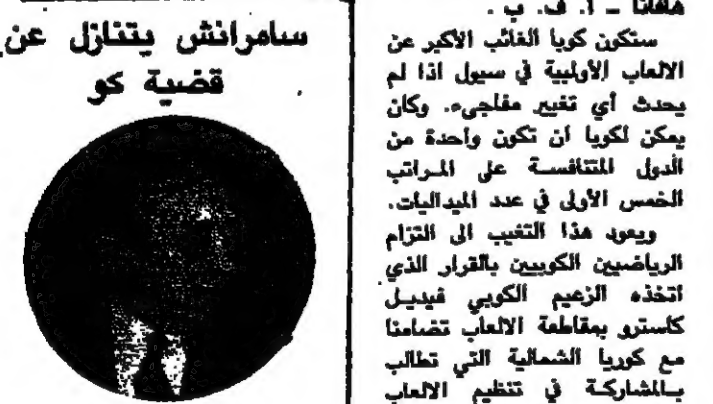 هافانا ــ ا. ف. ب .
ستكون كوبا الغائب الأكبر عن
الالعاب الأولبية في سيول اذا لم
يحدث أي تغيير مفاجىء. وكان
يمكن لكوبا ان تكون واحدة من
الدول المتنافسة على المراتب
الخمس الأولى في عدد الميداليات.
ويعود هذا التغيب الى التزام
الرياضيين الكوبيين بالقرار الذي
اتخذه الزعيم الكوبي فيديل
كاسترو بمقاطعة الالعاب تضامنا
مع كوريا الشمالية التي تطالب
بالمشاركة في تنظيم الالعاب
سامرانش يتنازل عن
قضية كو